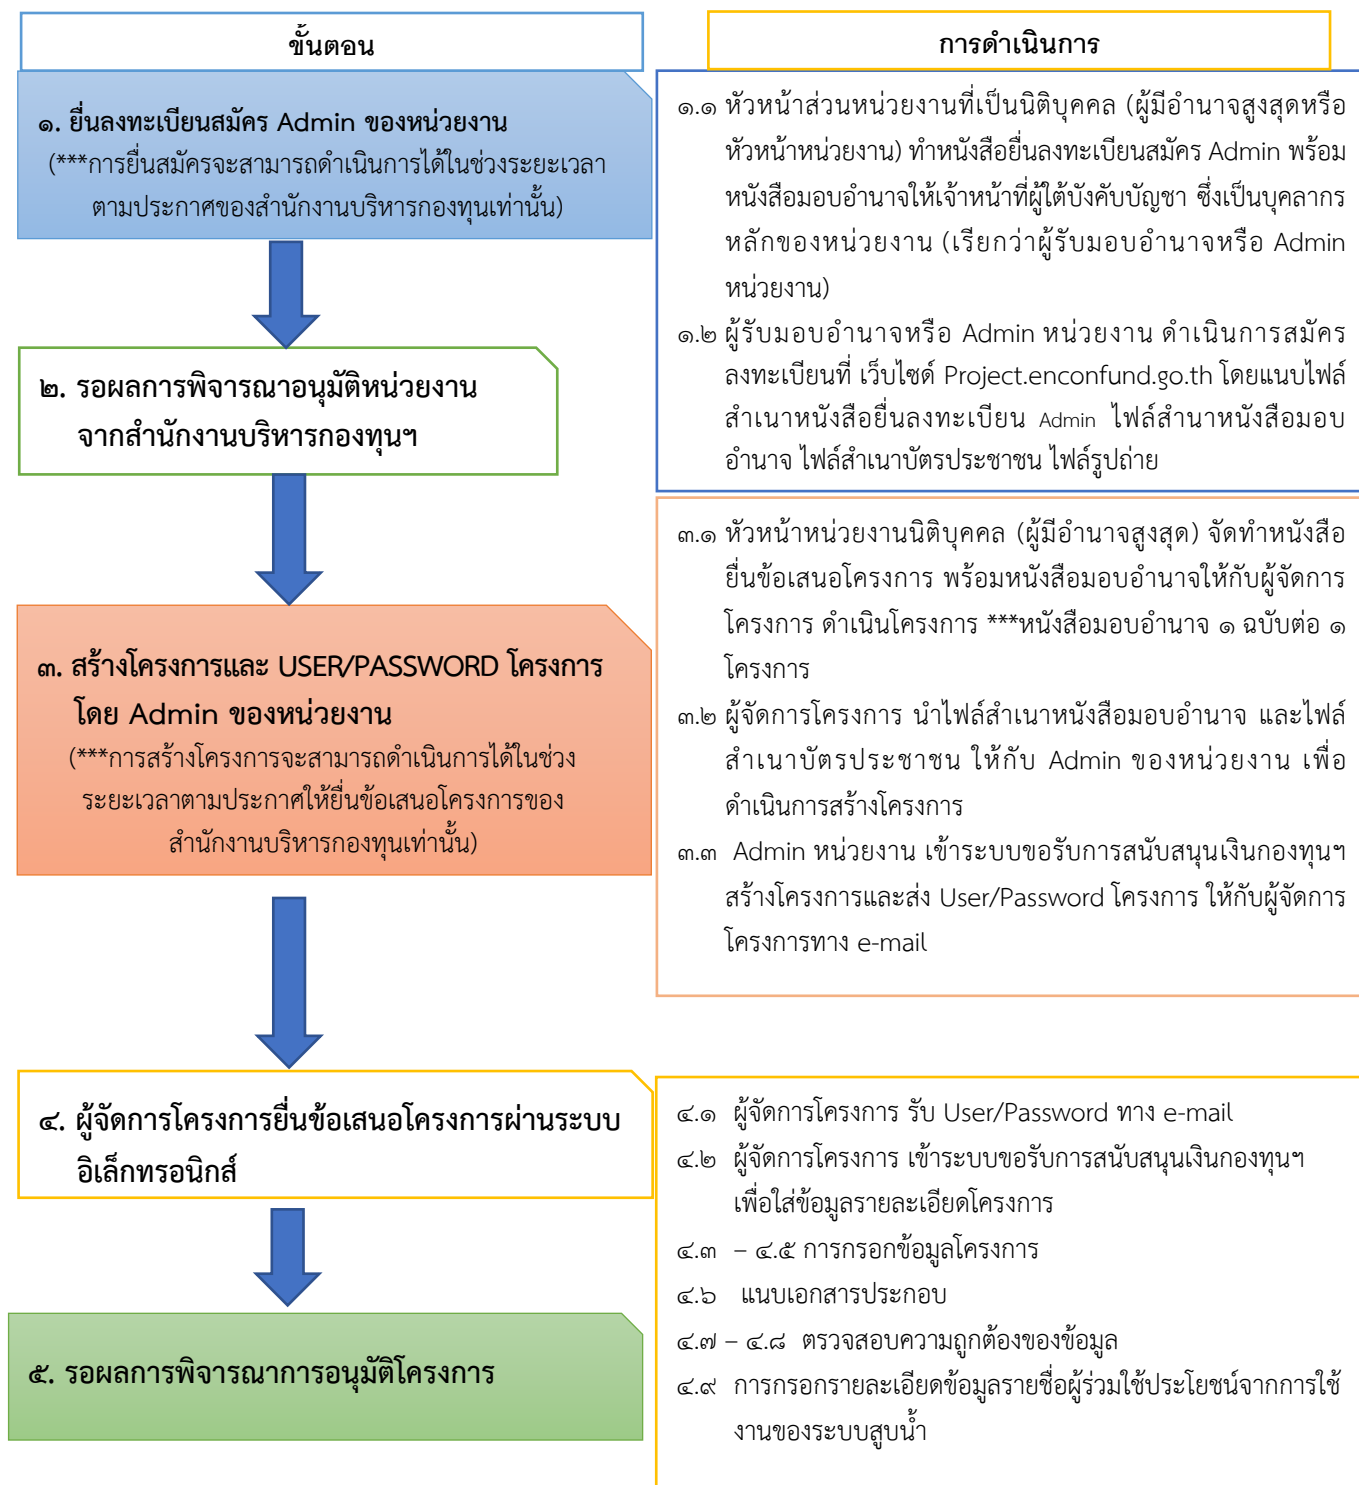 ขั้นตอน
การดำเนินการ
๑. ยื่นลงทะเบียนสมัคร Admin ของหน่วยงาน
(***การยื่นสมัครจะสามารถดำเนินการได้ในช่วงระยะเวลา
ตามประกาศของสำนักงานบริหารกองทุนเท่านั้น)
๑.๑ หัวหน้าส่วนหน่วยงานที่เป็นนิติบุคคล (ผู้มีอำนาจสูงสุดหรือ
หัวหน้าหน่วยงาน) ทำหนังสือยื่นลงทะเบียนสมัคร Admin พร้อม
หนังสือมอบอำนาจให้เจ้าหน้าที่ผู้ใต้บังคับบัญชา ซึ่งเป็นบุคลากร
หลักของหน่วยงาน (เรียกว่าผู้รับมอบอำนาจหรือ Admin
หน่วยงาน)
๑.๒ ผู้รับมอบอำนาจหรือ Admin หน่วยงาน ดำเนินการสมัคร
ลงทะเบียนที่ เว็บไซด์ Project.enconfund.go.th โดยแนบไฟล์
สำเนาหนังสือยื่นลงทะเบียน Admin ไฟล์สำนาหนังสือมอบ
อำนาจ ไฟล์สำเนาบัตรประชาชน ไฟล์รูปถ่าย
๒. รอผลการพิจารณาอนุมัติหน่วยงาน
จากสำนักงานบริหารกองทุนฯ
๓. สร้างโครงการและ USER/PASSWORD โครงการ
โดย Admin ของหน่วยงาน
(***การสร้างโครงการจะสามารถดำเนินการได้ในช่วง
ระยะเวลาตามประกาศให้ยื่นข้อเสนอโครงการของ
สำนักงานบริหารกองทุนเท่านั้น)
๓.๑ หัวหน้าหน่วยงานนิติบุคคล (ผู้มีอำนาจสูงสุด) จัดทำหนังสือ
ยื่นข้อเสนอโครงการ พร้อมหนังสือมอบอำนาจให้กับผู้จัดการ
โครงการ ดำเนินโครงการ ***หนังสือมอบอำนาจ ๑ ฉบับต่อ ๑
โครงการ
๓.๒ ผู้จัดการโครงการ นำไฟล์สำเนาหนังสือมอบอำนาจ และไฟล์
สำเนาบัตรประชาชน ให้กับ Admin ของหน่วยงาน เพื่อ
ดำเนินการสร้างโครงการ
๓.๓ Admin หน่วยงาน เข้าระบบขอรับการสนับสนุนเงินกองทุนฯ
สร้างโครงการและส่ง User/Password โครงการ ให้กับผู้จัดการ
โครงการทาง e-mail
๔. ผู้จัดการโครงการยื่นข้อเสนอโครงการผ่านระบบ
อิเล็กทรอนิกส์
๔.๑ ผู้จัดการโครงการ รับ User/Password ทาง e-mail
๔.๒ ผู้จัดการโครงการ เข้าระบบขอรับการสนับสนุนเงินกองทุนฯ
เพื่อใส่ข้อมูลรายละเอียดโครงการ
๔.๓ – ๔.๕ การกรอกข้อมูลโครงการ
๔.๖ แนบเอกสารประกอบ
๔.๗ – ๔.๘ ตรวจสอบความถูกต้องของข้อมูล
๔.๙ การกรอกรายละเอียดข้อมูลรายชื่อผู้ร่วมใช้ประโยชน์จากการใช้
งานของระบบสูบน้ำ
๕. รอผลการพิจารณาการอนุมัติโครงการ